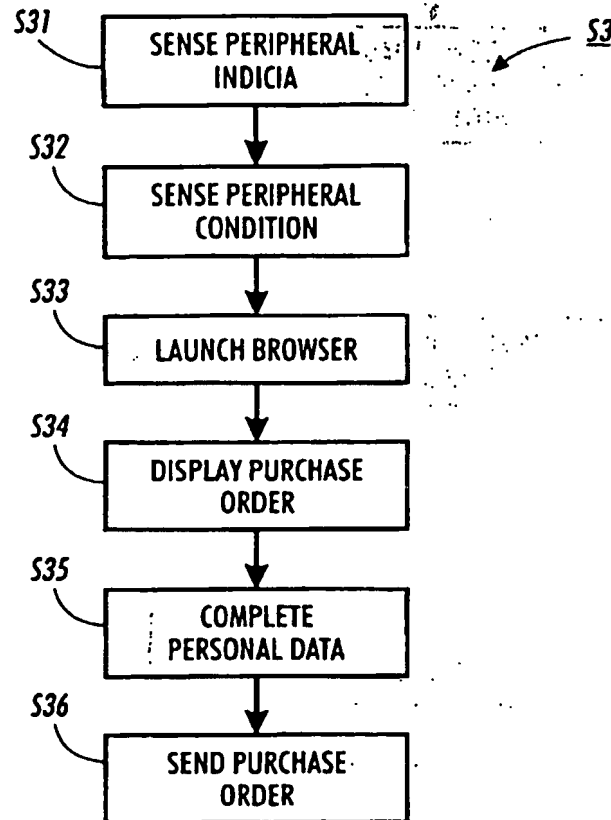 S31
SENSE PERIPHERAL
INDICIA
S3
S32
SENSE PERIPHERAL
CONDITION
S33
LAUNCH BROWSER
S34
DISPLAY PURCHASE
ORDER
S35
COMPLETE
PERSONAL DATA
S36
SEND PURCHASE
ORDER